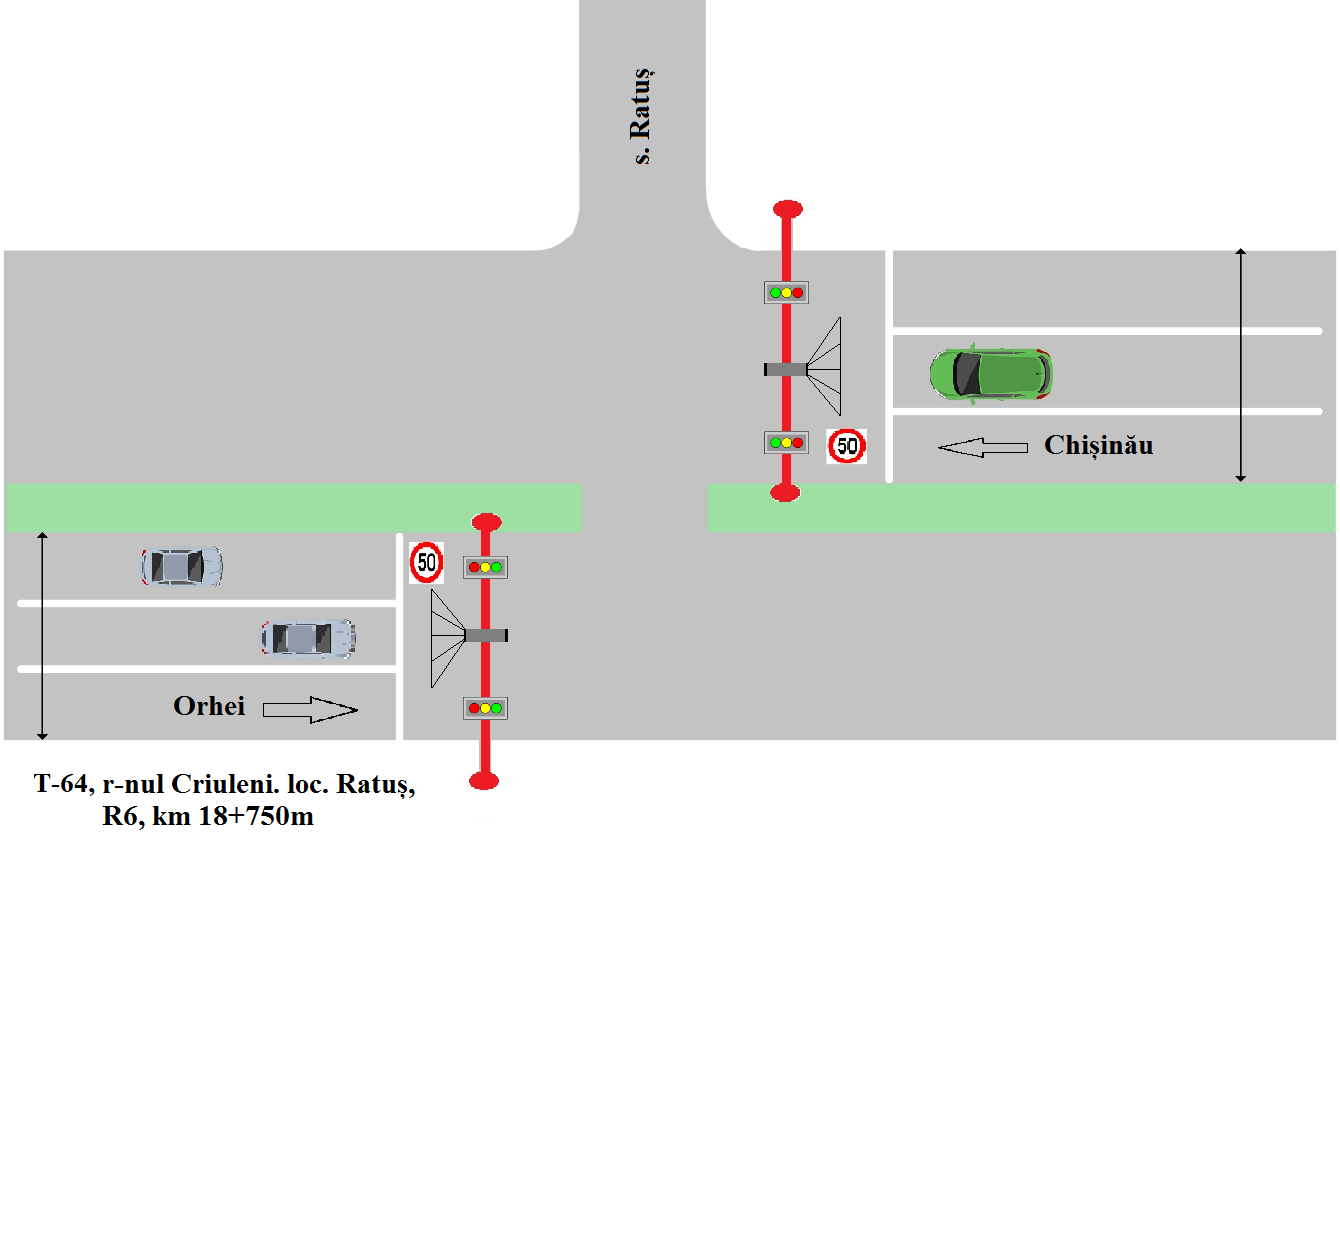 s. Ratuș
50
Chișinău
50
Orhei
T-64, r-nul Criuleni. loc. Ratuș,
R6, km 18+750m